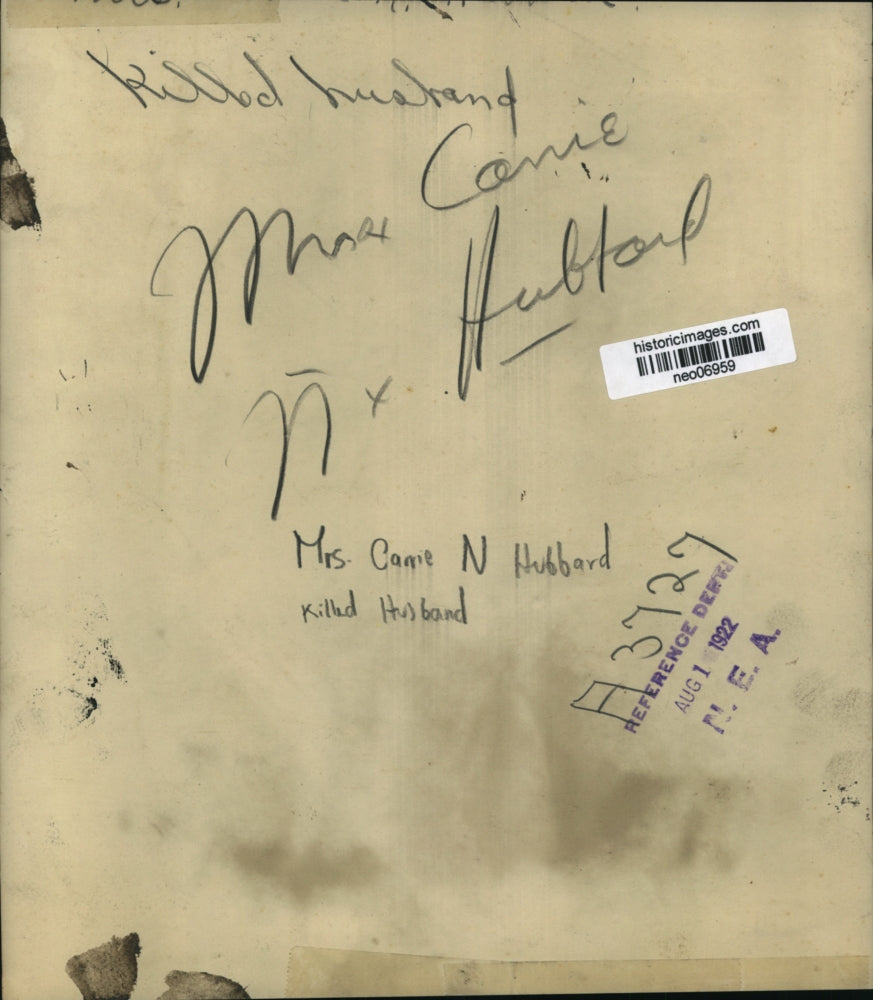 Killed husband
Carrie
Mrs
Hubbard
N x
historicimages.com
neo06959
Mrs. Carrie N Hubbard
Killed Husband
A 3727
REFERENCE DEPT.
AUG 1 1922
N. E. A.